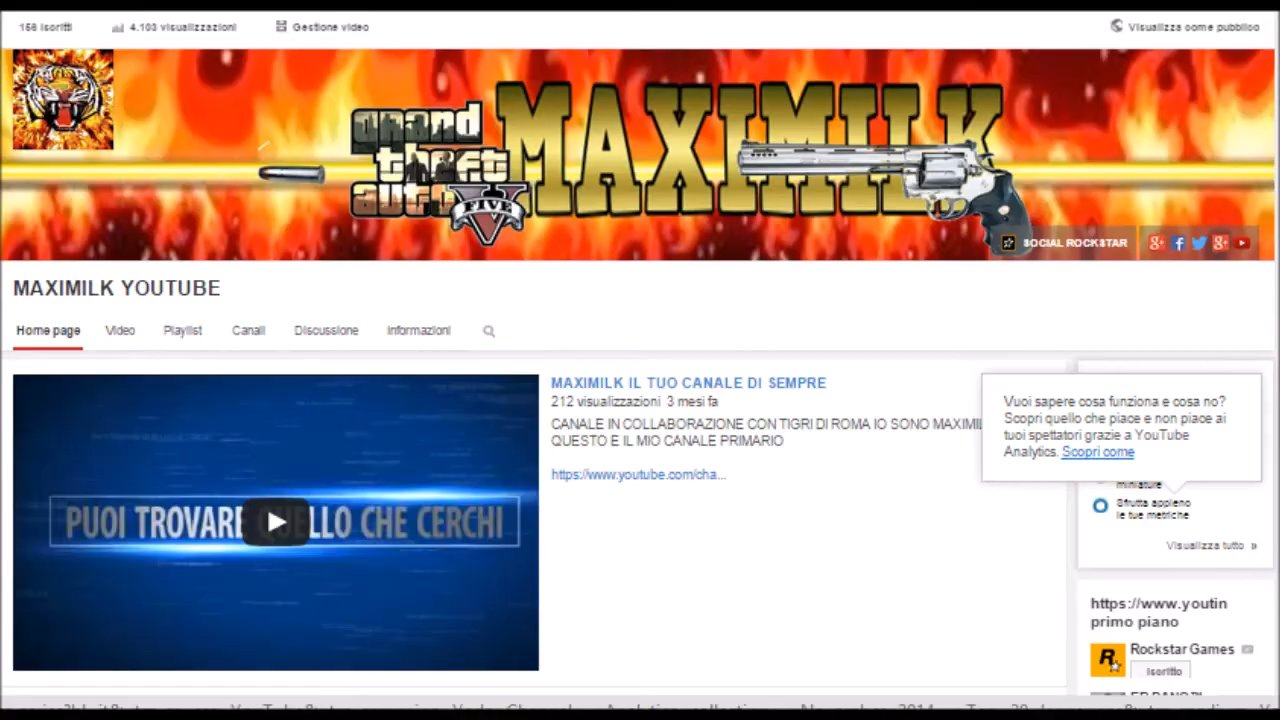 156 iscritti
4.103 visualizzazioni
Gestione video
Visualizza come pubblico
grand
theft
auto
V
FIVE
MAXIMILK
SOCIAL ROCKSTAR
MAXIMILK YOUTUBE
Home page
Video
Playlist
Canali
Discussione
Informazioni
PUOI TROVARE QUELLO CHE CERCHI
MAXIMILK IL TUO CANALE DI SEMPRE
212 visualizzazioni 3 mesi fa
CANALE IN COLLABORAZIONE CON TIGRI DI ROMA IO SONO MAXIMIL
QUESTO E IL MIO CANALE PRIMARIO
https://www.youtube.com/cha...
Vuoi sapere cosa funziona e cosa no?
Scopri quello che piace e non piace ai
tuoi spettatori grazie a YouTube
Analytics. Scopri come
miniature
Sfrutta appieno
le tue metriche
Visualizza tutto »
https://www.youtin
primo piano
R
Rockstar Games
Iscritto